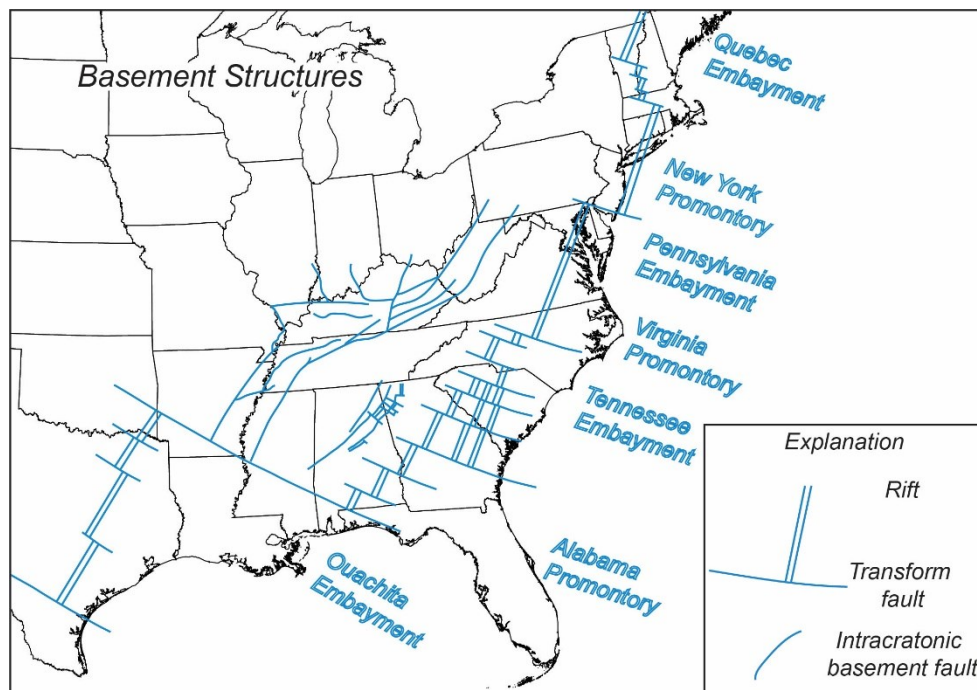 Basement Structures
Quebec
Embayment
New York
Promontory
Pennsylvania
Embayment
Virginia
Promontory
Tennessee
Embayment
Alabama
Promontory
Ouachita
Embayment
Explanation
Rift
Transform
fault
Intracratonic
basement fault